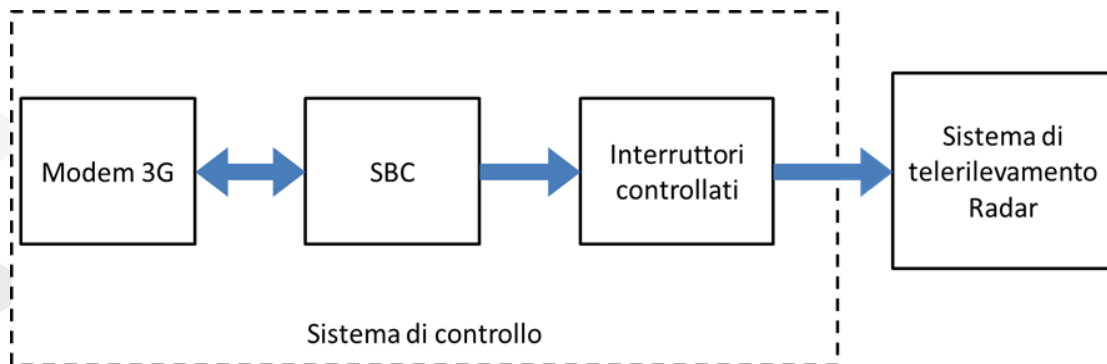 Modem 3G
SBC
Interruttori
controllati
Sistema di
telerilevamento
Radar
Sistema di controllo